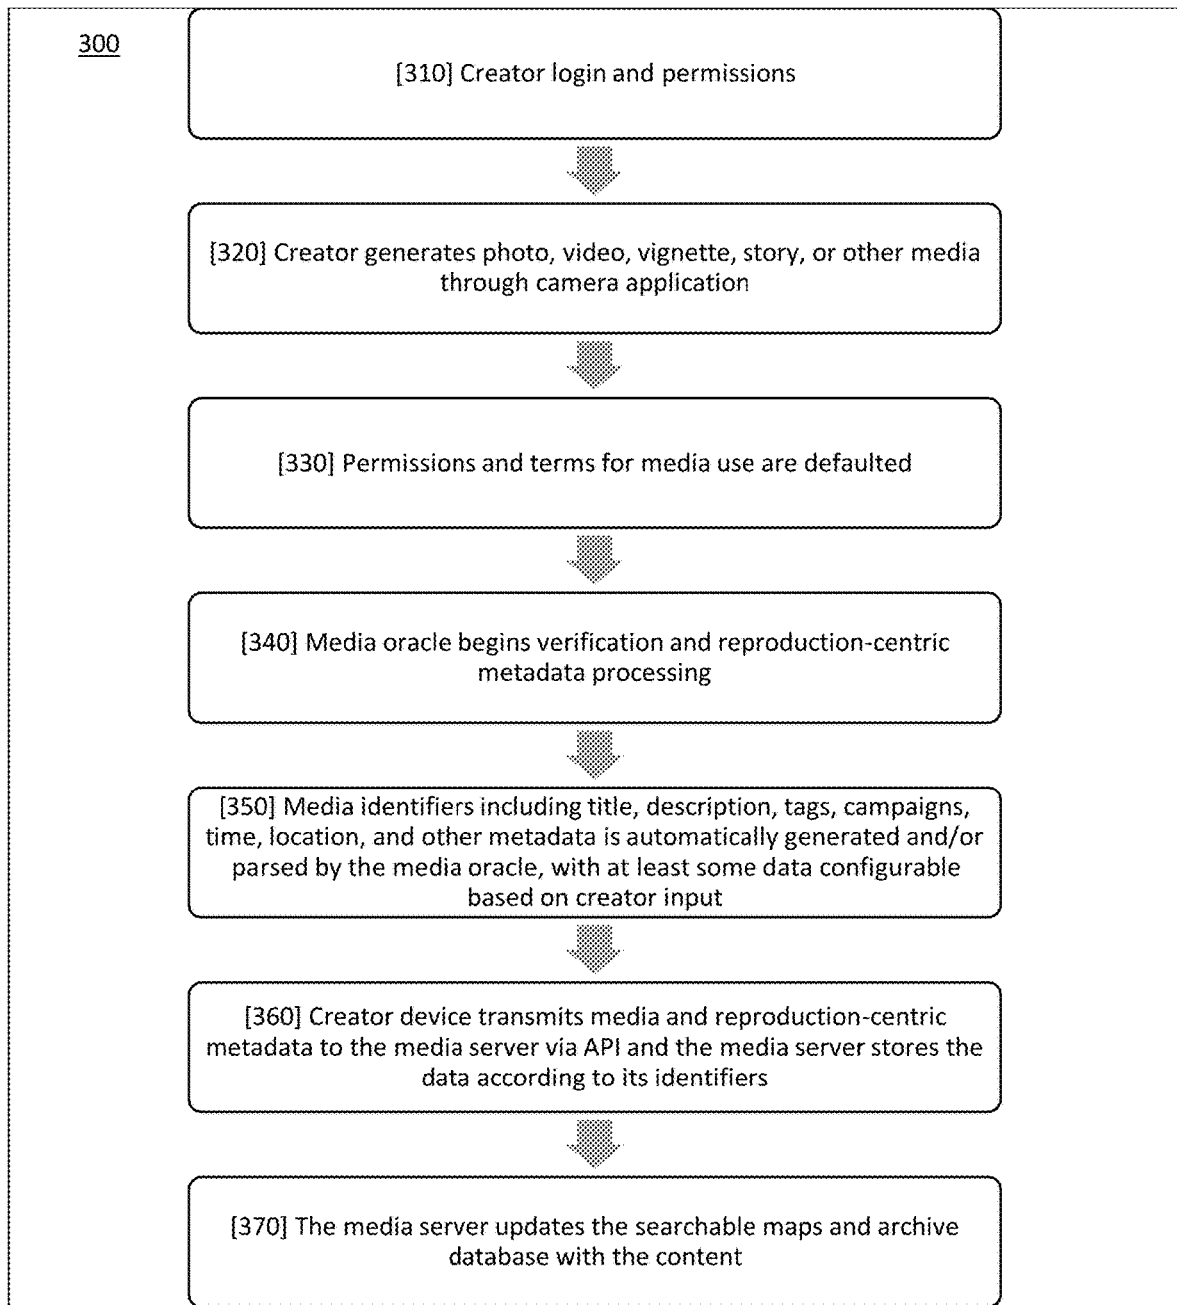 300
[310] Creator login and permissions
[320] Creator generates photo, video, vignette, story, or other media
through camera application
[330] Permissions and terms for media use are defaulted
[340] Media oracle begins verification and reproduction-centric
metadata processing
[350] Media identifiers including title, description, tags, campaigns,
time, location, and other metadata is automatically generated and/or
parsed by the media oracle, with at least some data configurable
based on creator input
[360] Creator device transmits media and reproduction-centric
metadata to the media server via API and the media server stores the
data according to its identifiers
[370] The media server updates the searchable maps and archive
database with the content